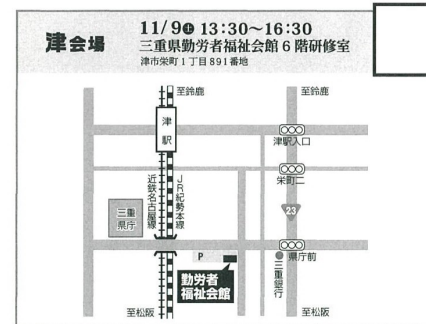 津会場
11/9土 13:30〜16:30
三重県勤労者福祉会館6階研修室
津市栄町1丁目891番地
至鈴鹿
至鈴鹿
津駅
津駅入口
栄町二
近鉄名古屋線
JR紀勢本線
三重
県庁
23
県庁前
P
勤労者
福祉会館
三重銀行
至松阪
至松阪